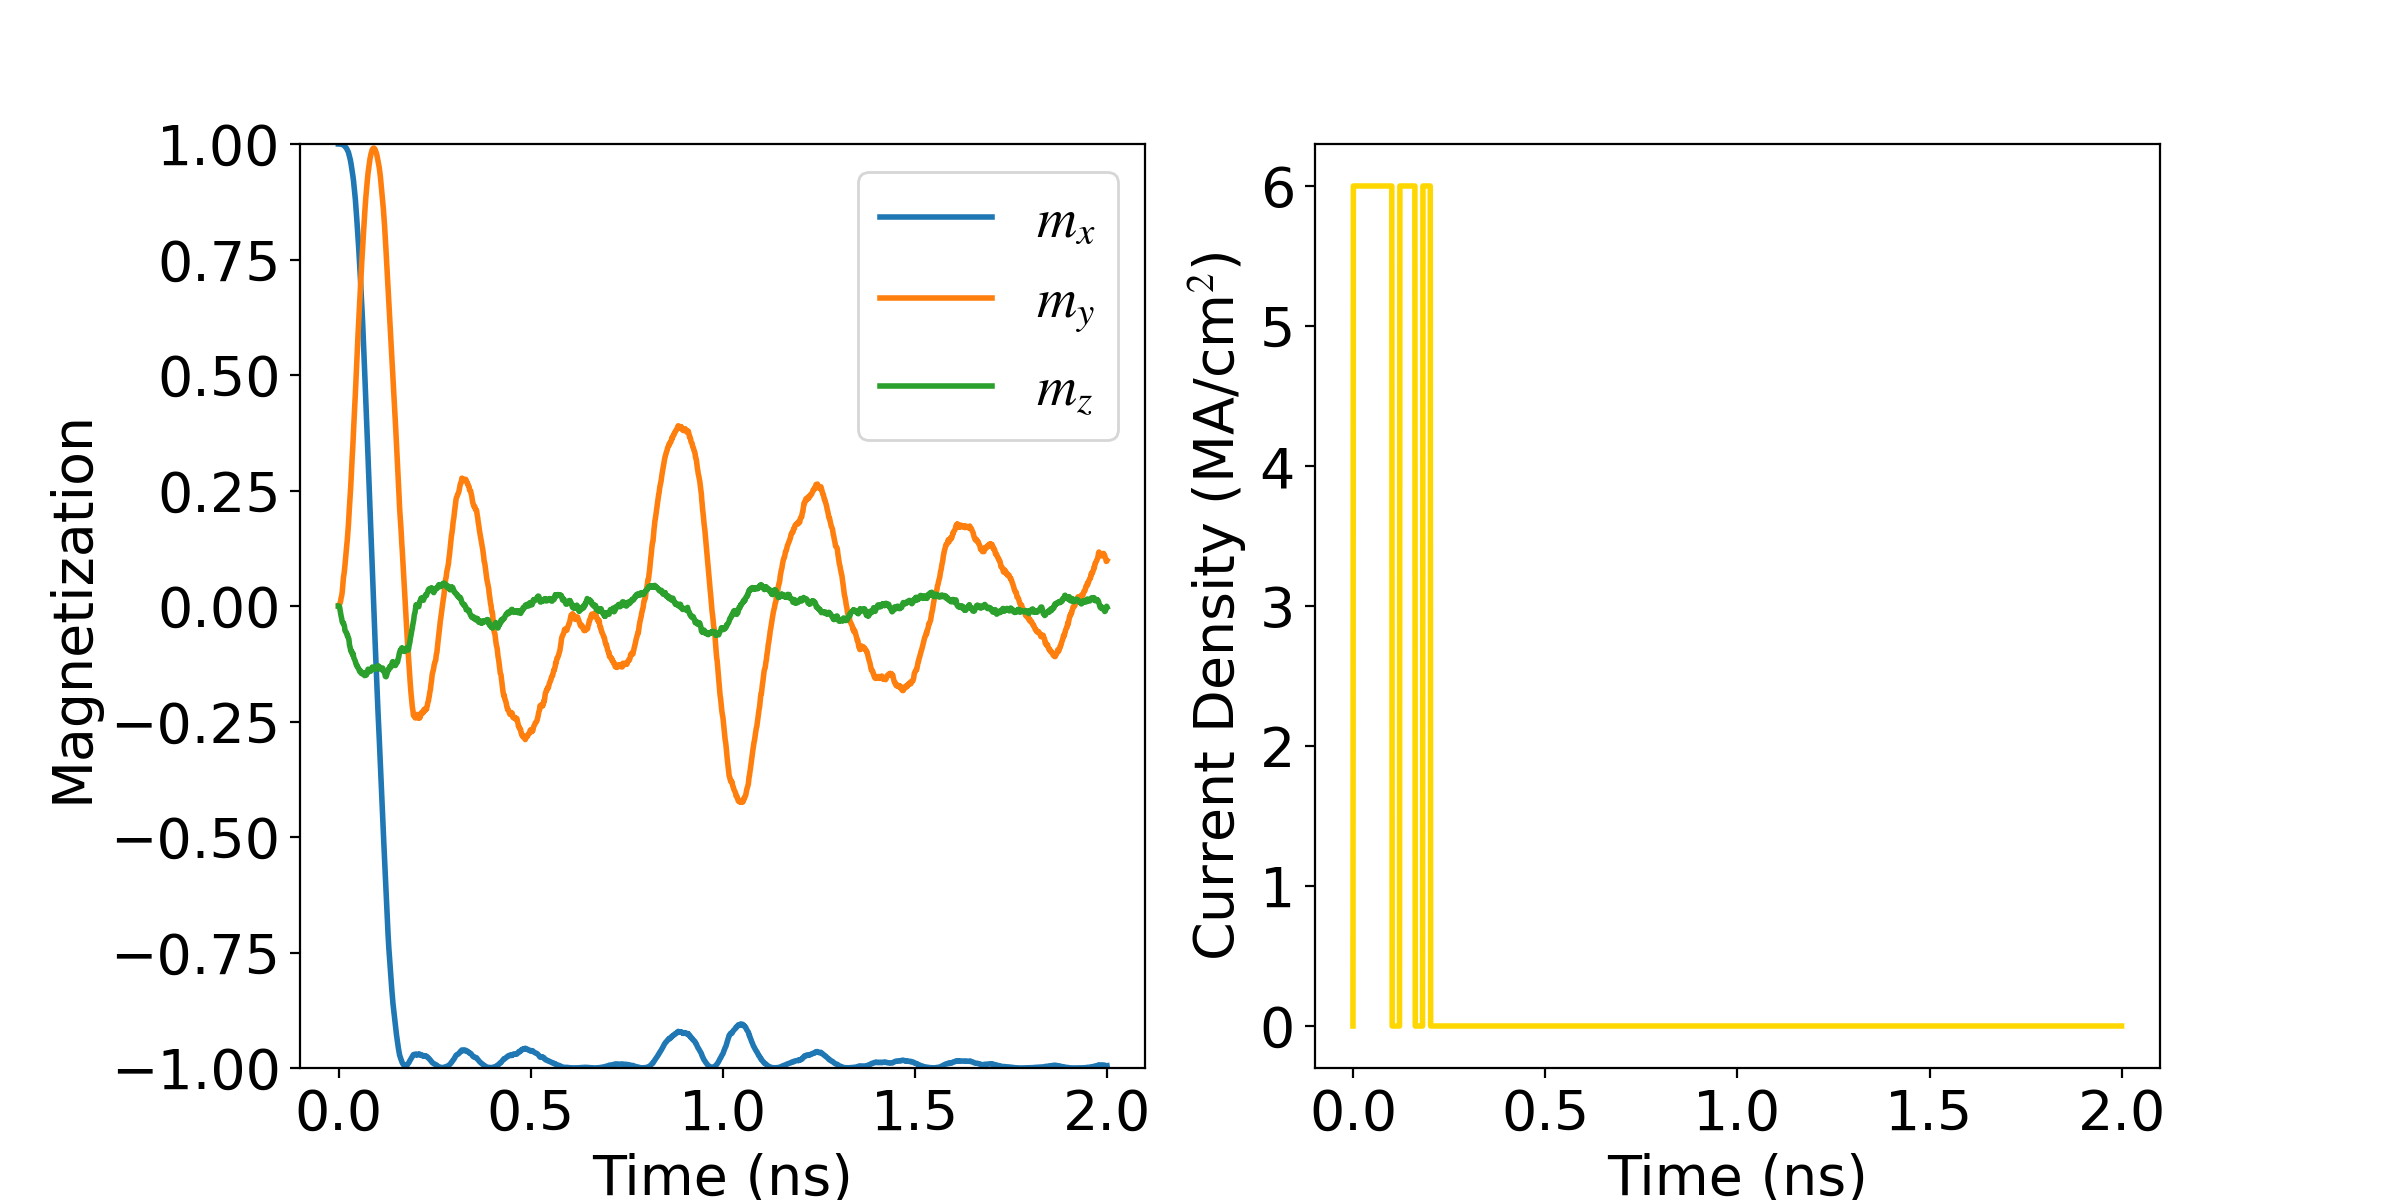 Magnetization
1.00
0.75
0.50
0.25
0.00
−0.25
−0.50
−0.75
−1.00
0.0 0.5 1.0 1.5 2.0
Time (ns)
m_x
m_y
m_z
Current Density (MA/cm²)
6
5
4
3
2
1
0
0.0 0.5 1.0 1.5 2.0
Time (ns)